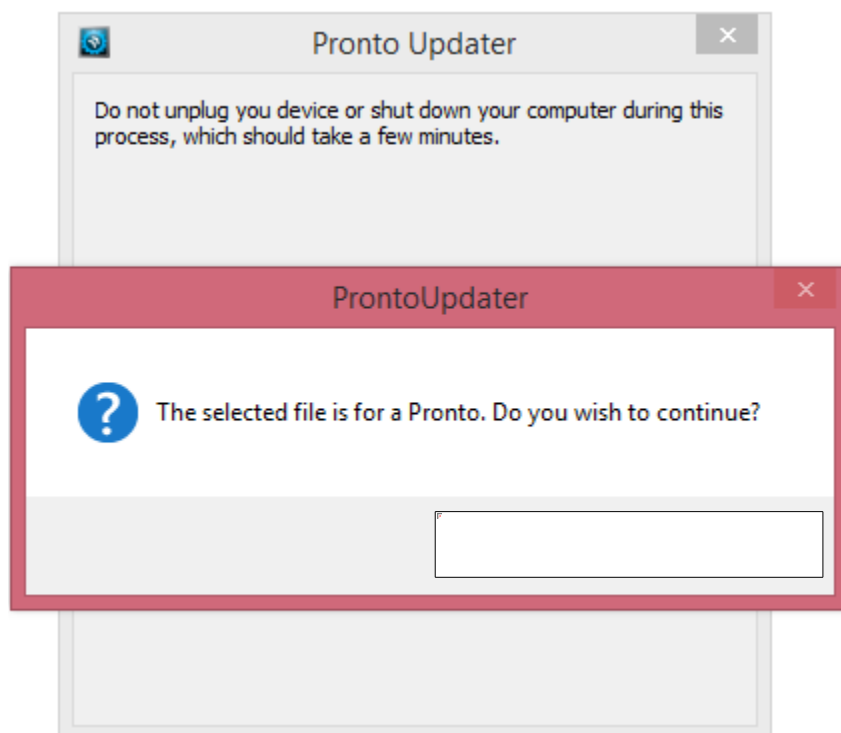 Pronto Updater
Do not unplug you device or shut down your computer during this
process, which should take a few minutes.
ProntoUpdater
The selected file is for a Pronto. Do you wish to continue?